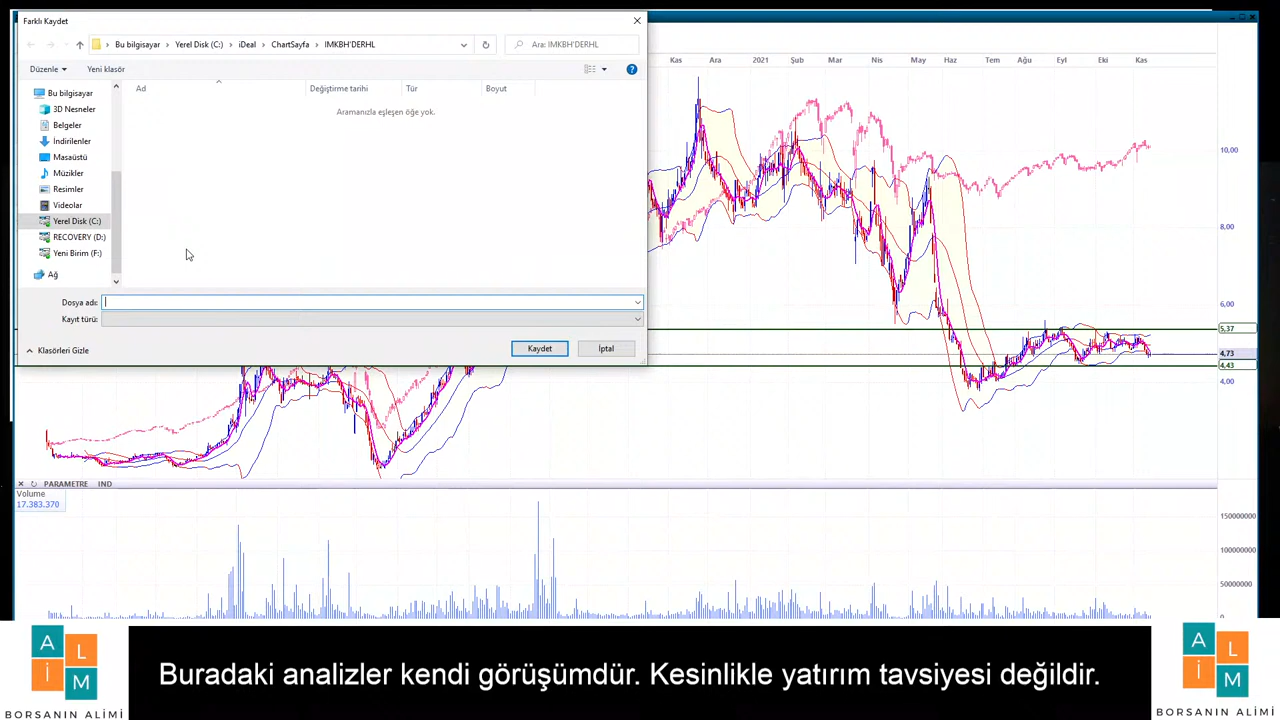 Farklı Kaydet
Bu bilgisayar > Yerel Disk (C:) > iDeal > ChartSayfa > IMKBH'DERHL
Ara: IMKBH'DERHL
Düzenle
Yeni klasör
Ad
Değiştirme tarihi
Tür
Boyut
Aramanızla eşleşen öğe yok.
Bu bilgisayar
3D Nesneler
Belgeler
İndirilenler
Masaüstü
Müzikler
Resimler
Videolar
Yerel Disk (C:)
RECOVERY (D:)
Yeni Birim (F:)
Ağ
Dosya adı:
Kayıt türü:
Klasörleri Gizle
Kaydet
İptal
Kas Ara 2021 Şub Mar Nis May Haz Tem Ağu Eyl Eki Kas
10,00
8,00
6,00
5,37
4,73
4,43
4,00
PARAMETRE IND
Volume
17.383.370
150000000
100000000
50000000
A
L
İ
M
BORSANIN ALİMİ
Buradaki analizler kendi görüşümdür. Kesinlikle yatırım tavsiyesi değildir.
A
L
İ
M
BORSANIN ALİMİ